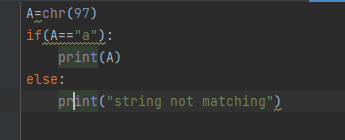 A=chr(97)
if(A=="a"):
    print(A)
else:
    print("string not matching")